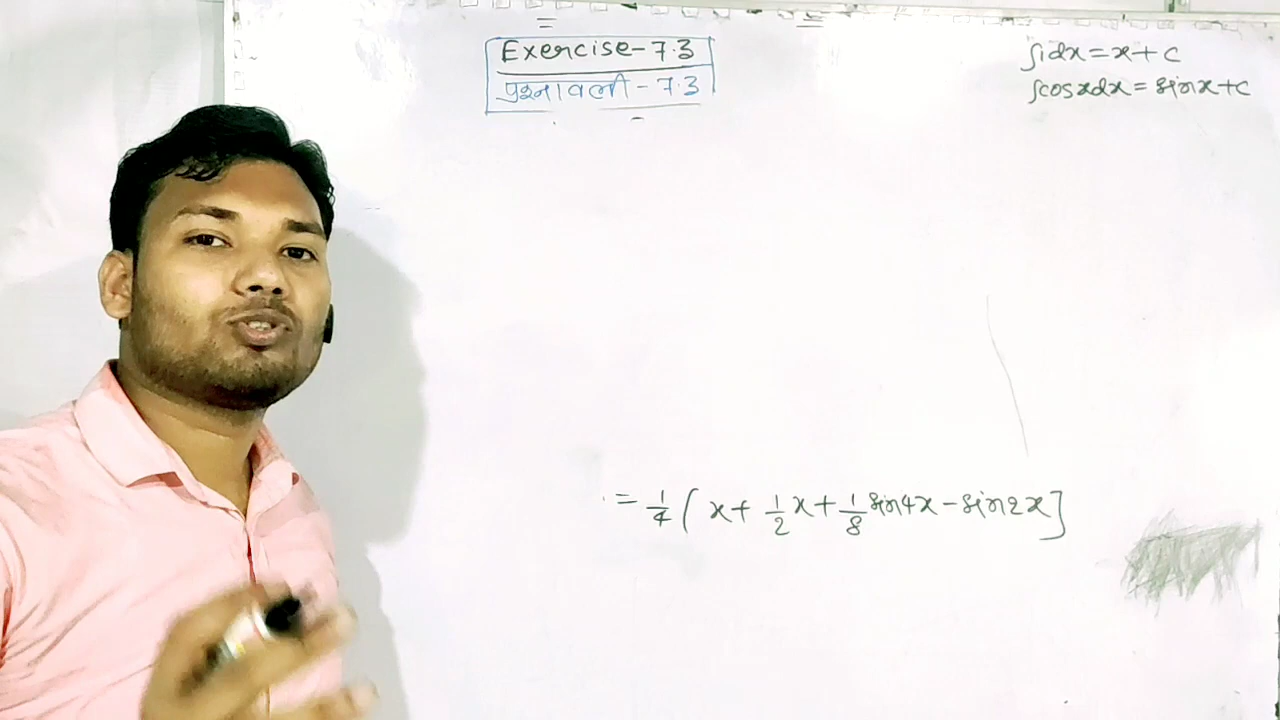 Exercise-7.3
प्रश्नावली-7.3
∫1dx=x+c
∫cosxdx=sinx+c
= 1/4 ( x+ 1/2 x+ 1/8 sin4x-sin2x]